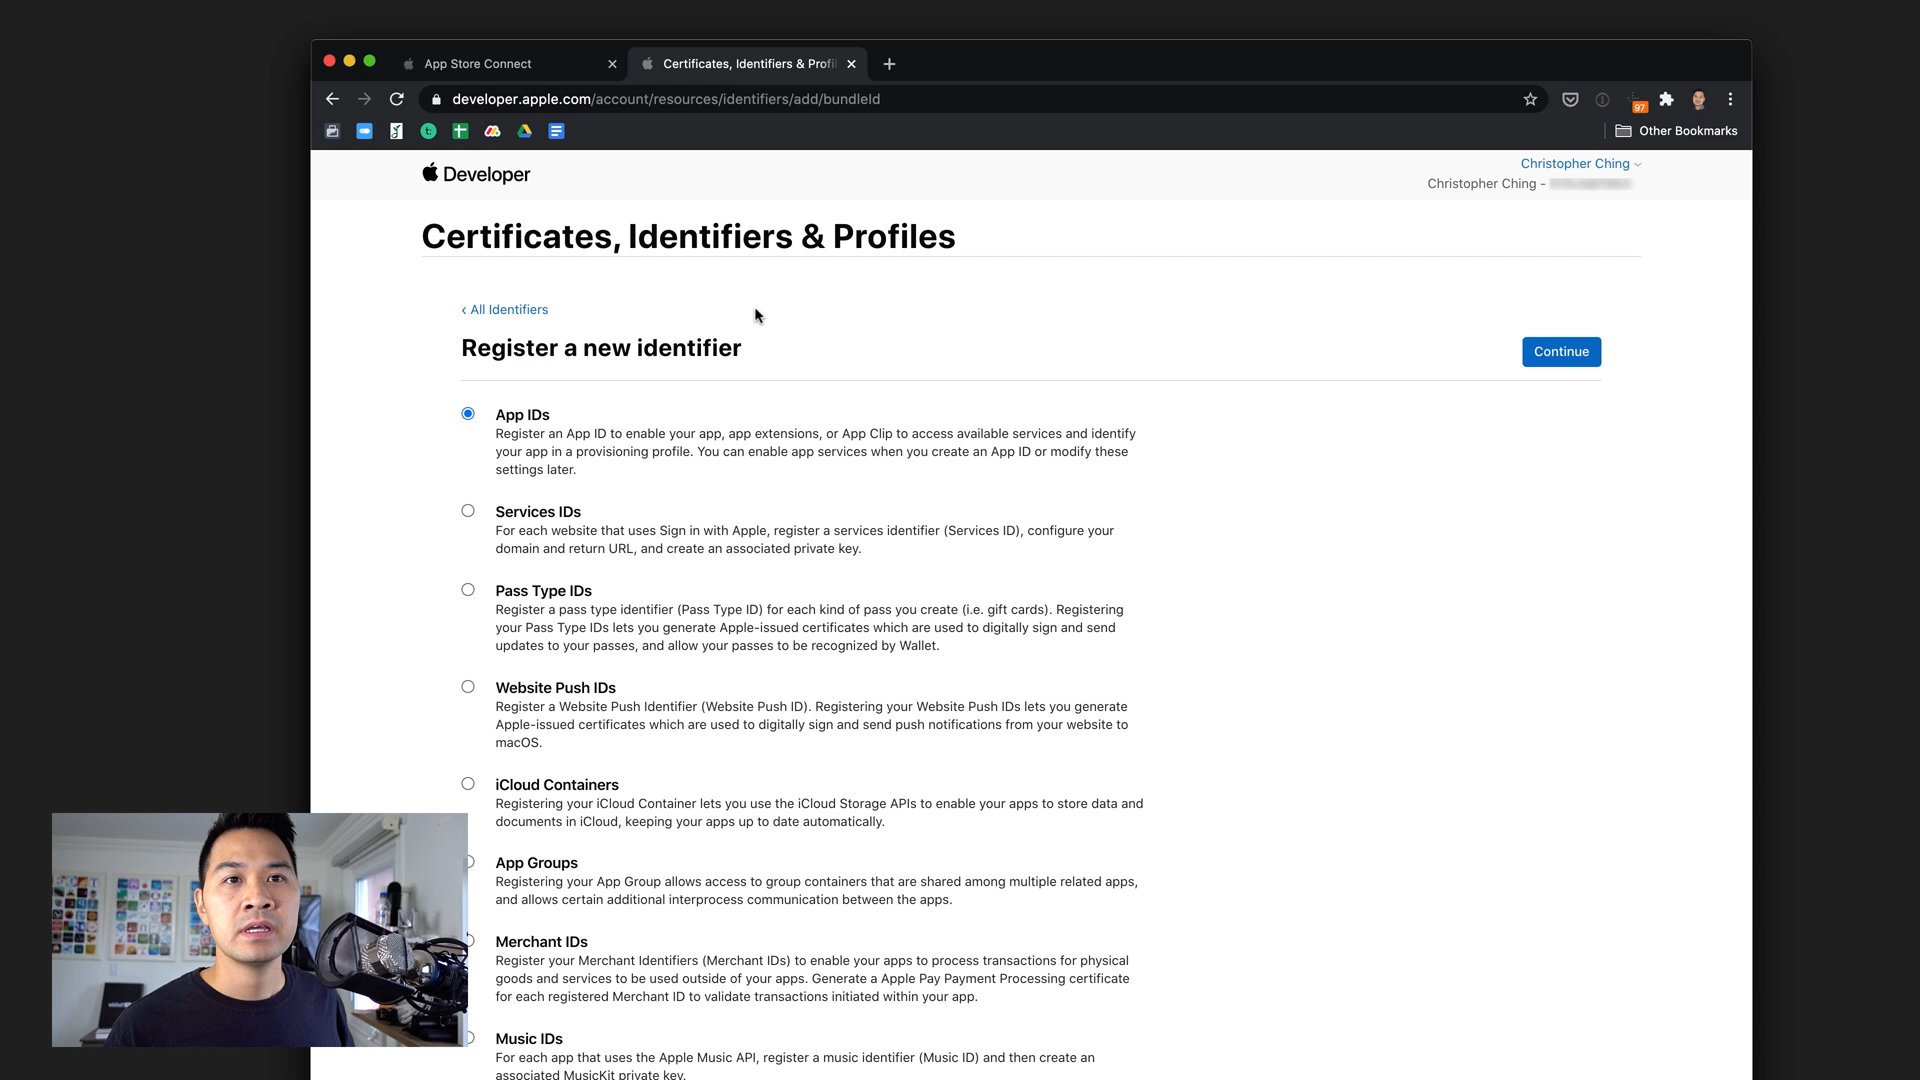 App Store Connect
Certificates, Identifiers & Profi
developer.apple.com/account/resources/identifiers/add/bundleId
97
Other Bookmarks
Developer
Christopher Ching
Christopher Ching -
Certificates, Identifiers & Profiles
‹ All Identifiers
Register a new identifier
Continue
App IDs
Register an App ID to enable your app, app extensions, or App Clip to access available services and identify
your app in a provisioning profile. You can enable app services when you create an App ID or modify these
settings later.
Services IDs
For each website that uses Sign in with Apple, register a services identifier (Services ID), configure your
domain and return URL, and create an associated private key.
Pass Type IDs
Register a pass type identifier (Pass Type ID) for each kind of pass you create (i.e. gift cards). Registering
your Pass Type IDs lets you generate Apple-issued certificates which are used to digitally sign and send
updates to your passes, and allow your passes to be recognized by Wallet.
Website Push IDs
Register a Website Push Identifier (Website Push ID). Registering your Website Push IDs lets you generate
Apple-issued certificates which are used to digitally sign and send push notifications from your website to
macOS.
iCloud Containers
Registering your iCloud Container lets you use the iCloud Storage APIs to enable your apps to store data and
documents in iCloud, keeping your apps up to date automatically.
App Groups
Registering your App Group allows access to group containers that are shared among multiple related apps,
and allows certain additional interprocess communication between the apps.
Merchant IDs
Register your Merchant Identifiers (Merchant IDs) to enable your apps to process transactions for physical
goods and services to be used outside of your apps. Generate a Apple Pay Payment Processing certificate
for each registered Merchant ID to validate transactions initiated within your app.
Music IDs
For each app that uses the Apple Music API, register a music identifier (Music ID) and then create an
associated MusicKit private key.